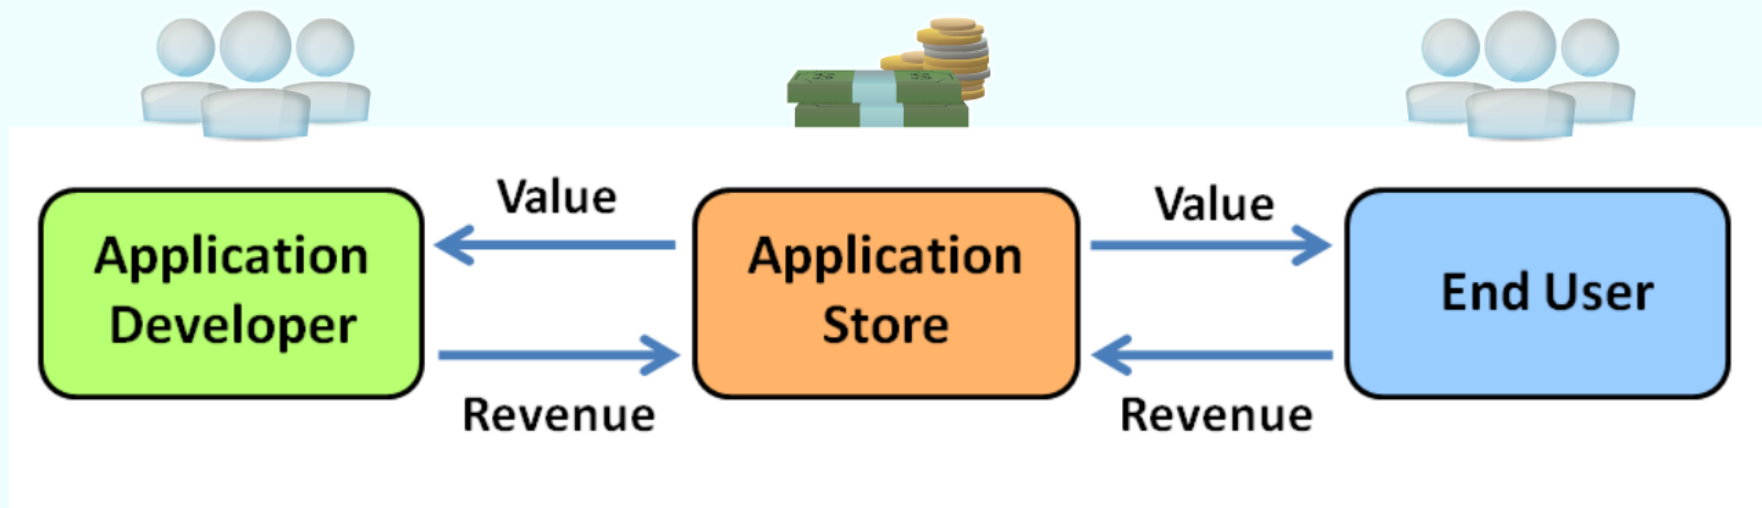 Value
Value
Application
Developer
Application
Store
End User
Revenue
Revenue